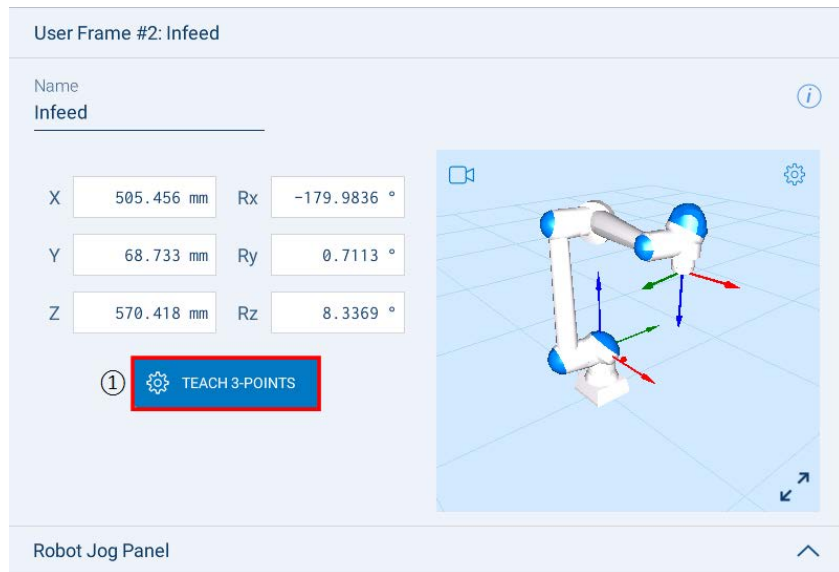 User Frame #2: Infeed
Name
Infeed
X 505.456 mm Rx -179.9836 °
Y 68.733 mm Ry 0.7113 °
Z 570.418 mm Rz 8.3369 °
① TEACH 3-POINTS
Robot Jog Panel